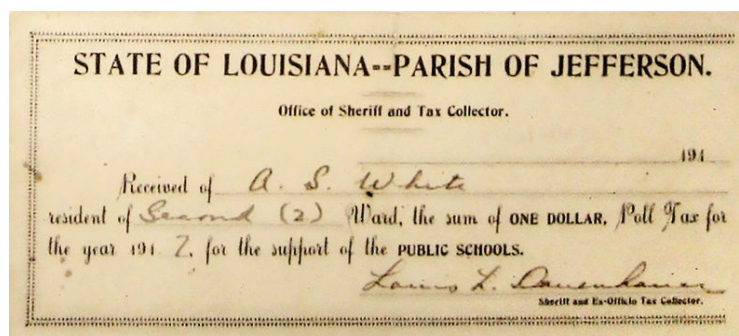 STATE OF LOUISIANA--PARISH OF JEFFERSON.
Office of Sheriff and Tax Collector.
191
Received of A. S. White
resident of Second (2) Ward, the sum of ONE DOLLAR, Poll Tax for
the year 191 7, for the support of the PUBLIC SCHOOLS.
Louis L.
Sheriff and Ex-Officio Tax Collector.